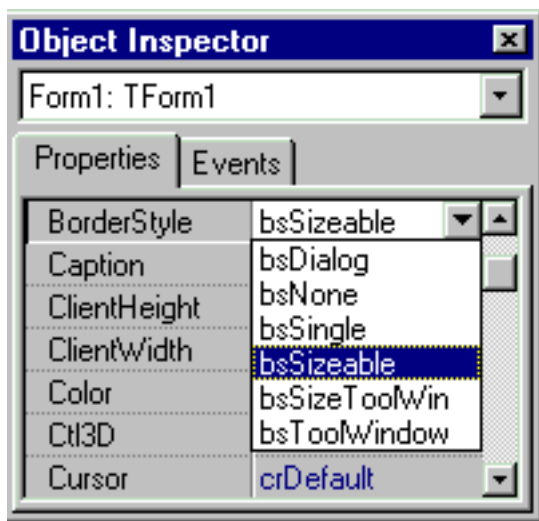 Object Inspector
Form1: TForm1
Properties Events
BorderStyle bsSizeable
Caption bsDialog
ClientHeight bsNone
bsSingle
ClientWidth bsSizeable
Color bsSizeToolWin
Ctl3D bsToolWindow
Cursor crDefault